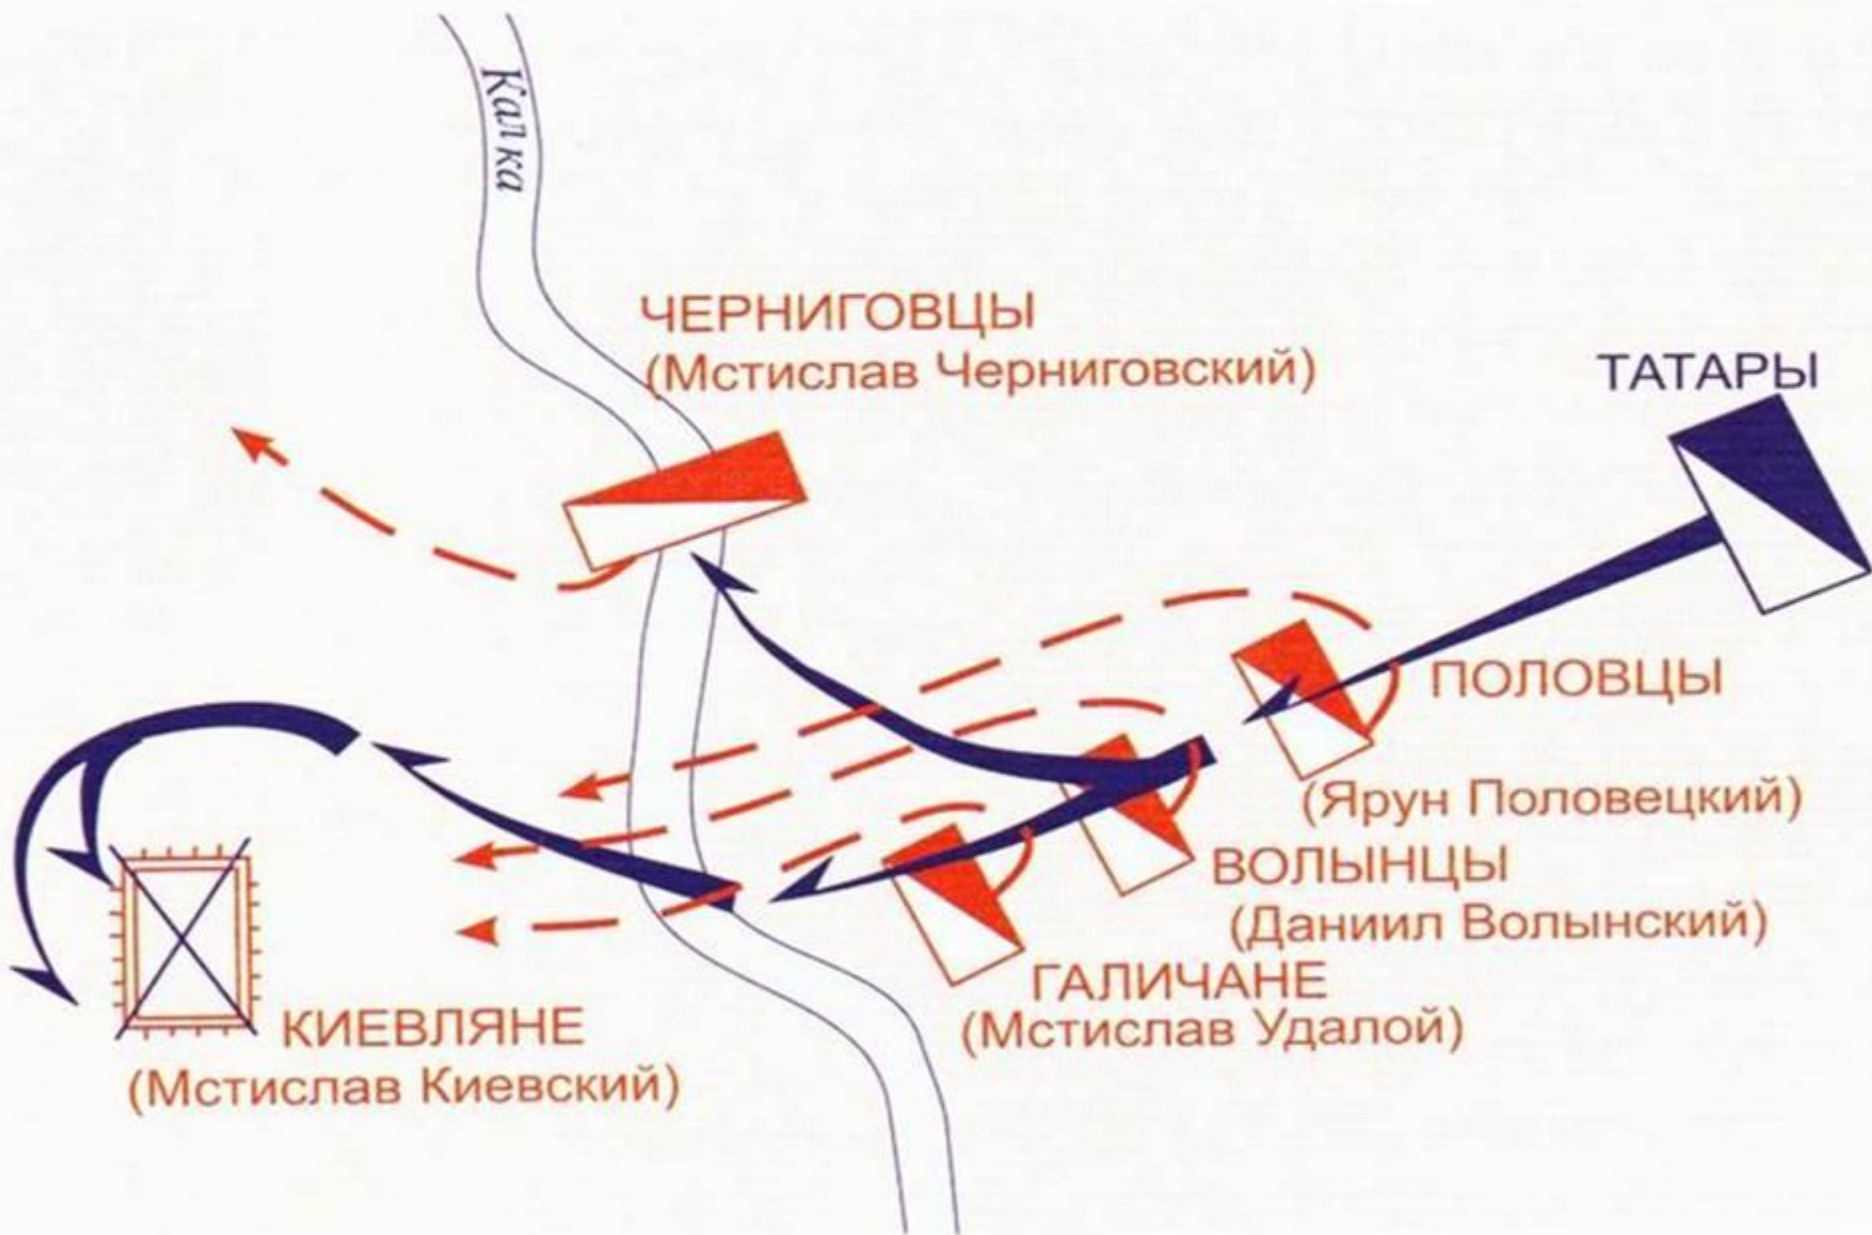 Калка
ЧЕРНИГОВЦЫ
(Мстислав Черниговский)
ТАТАРЫ
ПОЛОВЦЫ
(Ярун Половецкий)
ВОЛЫНЦЫ
(Даниил Волынский)
ГАЛИЧАНЕ
(Мстислав Удалой)
КИЕВЛЯНЕ
(Мстислав Киевский)